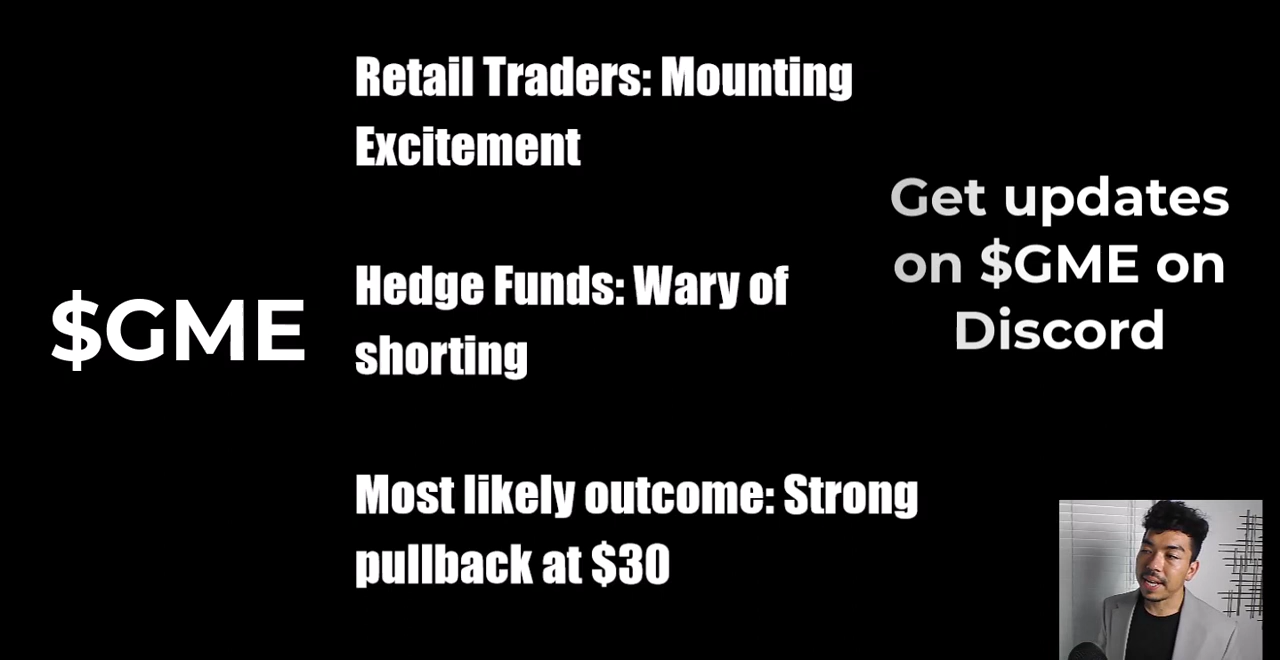 $GME
Retail Traders: Mounting
Excitement
Hedge Funds: Wary of
shorting
Most likely outcome: Strong
pullback at $30
Get updates
on $GME on
Discord